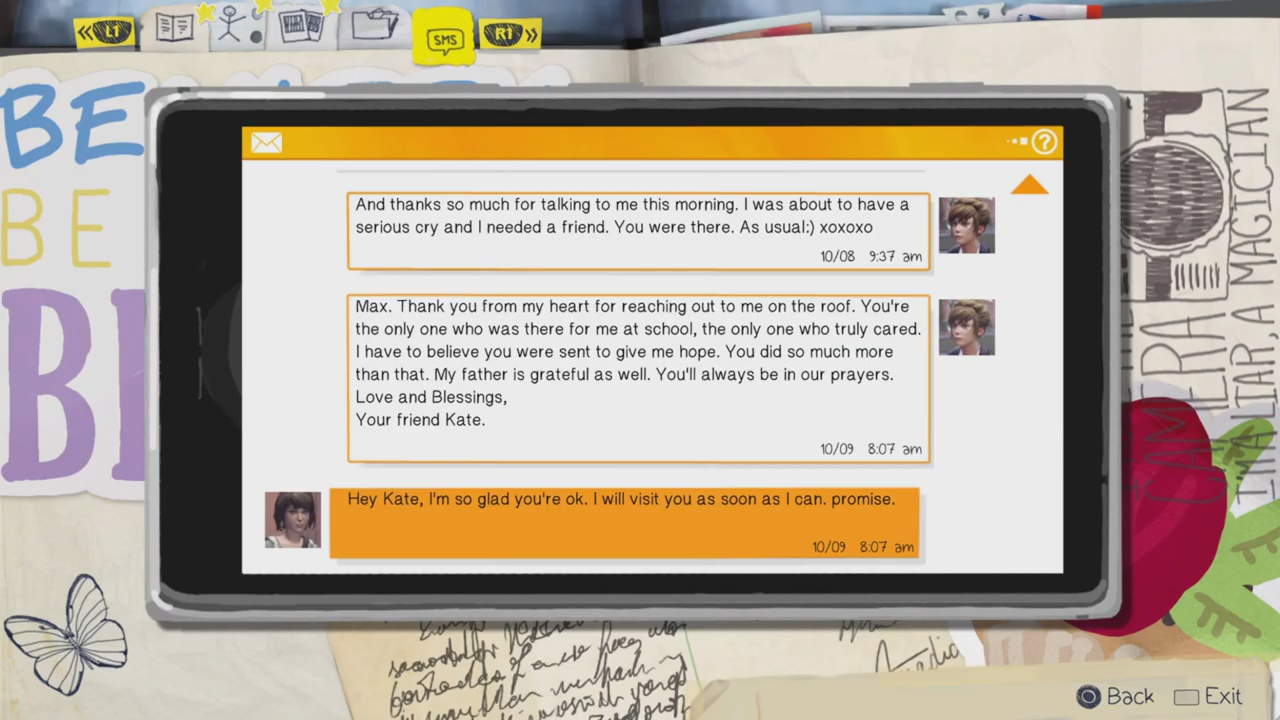 L1
SMS
R1
BE
BE
And thanks so much for talking to me this morning. I was about to have a
serious cry and I needed a friend. You were there. As usual:) xoxoxo
10/08 9:37 am
Max. Thank you from my heart for reaching out to me on the roof. You're
the only one who was there for me at school, the only one who truly cared.
I have to believe you were sent to give me hope. You did so much more
than that. My father is grateful as well. You'll always be in our prayers.
Love and Blessings,
Your friend Kate.
10/09 8:07 am
Hey Kate, I'm so glad you're ok. I will visit you as soon as I can. promise.
10/09 8:07 am
CAMERA
LIAR, A MAGICIAN
Back
Exit